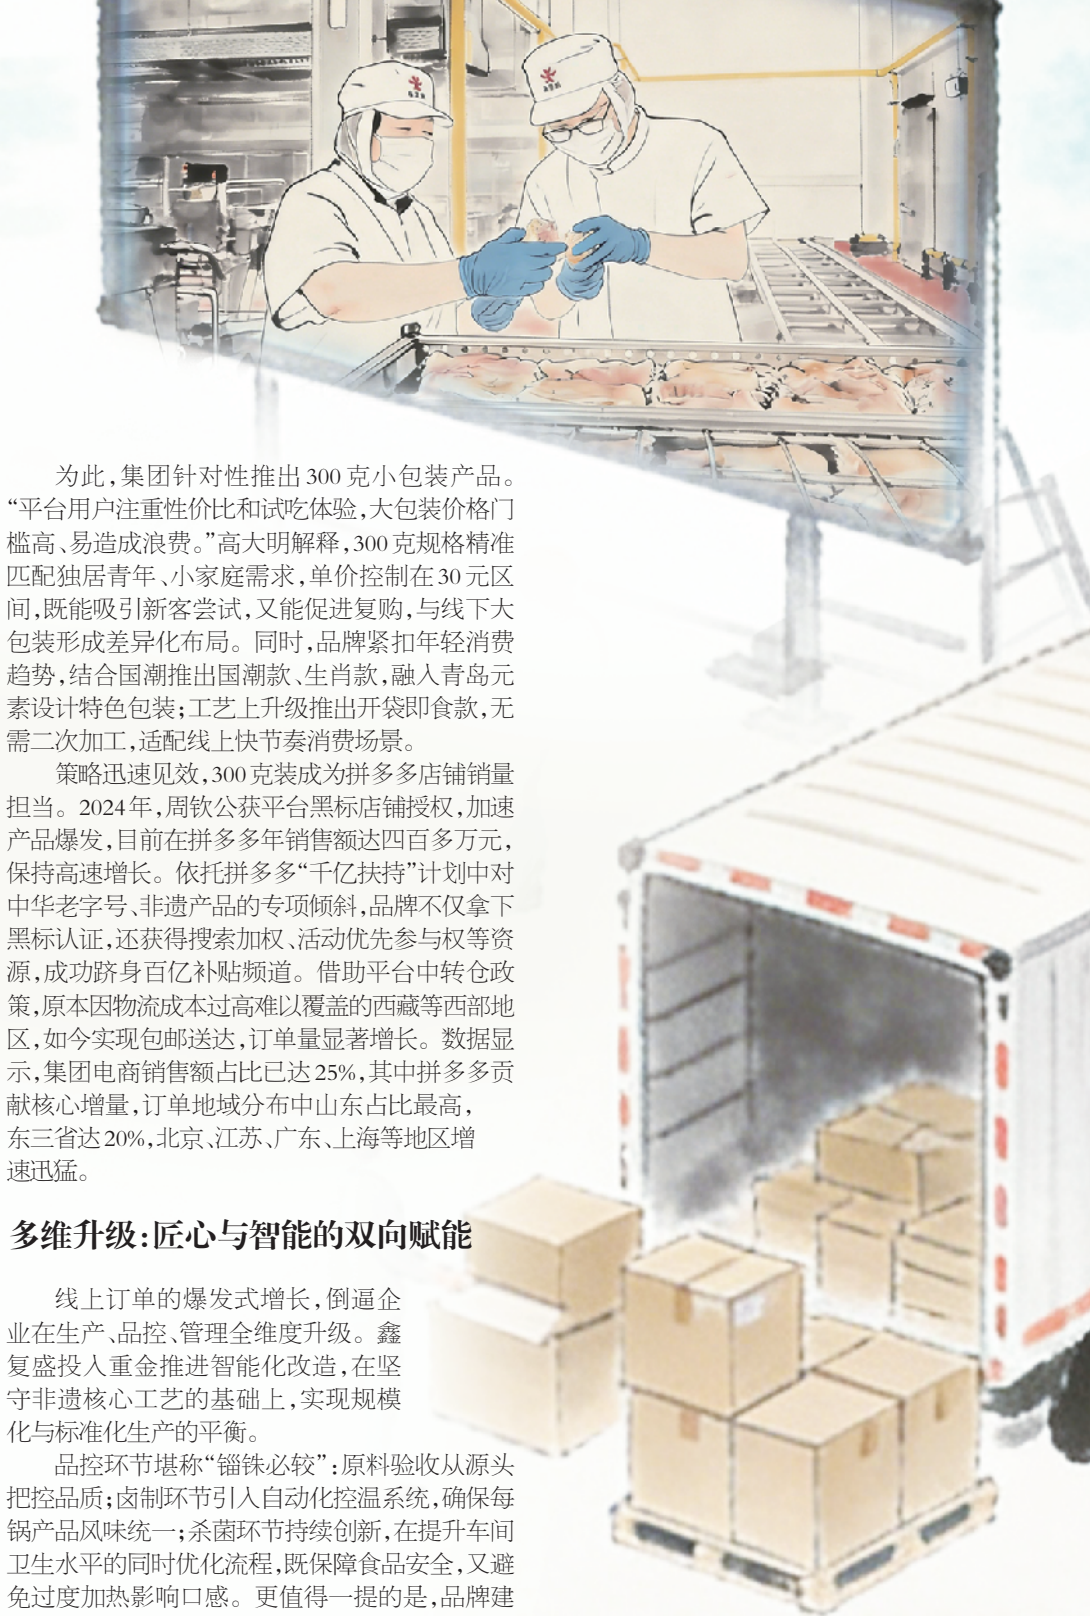 为此，集团针对性推出300克小包装产品。
“平台用户注重性价比和试吃体验，大包装价格门
槛高、易造成浪费。”高大明解释，300克规格精准
匹配独居青年、小家庭需求，单价控制在30元区
间，既能吸引新客尝试，又能促进复购，与线下大
包装形成差异化布局。同时，品牌紧扣年轻消费
趋势，结合国潮推出国潮款、生肖款，融入青岛元
素设计特色包装；工艺上升级推出开袋即食款，无
需二次加工，适配线上快节奏消费场景。
策略迅速见效，300克装成为拼多多店铺销量
担当。2024年，周钦公获平台黑标店铺授权，加速
产品爆发，目前在拼多多年销售额达四百多万元，
保持高速增长。依托拼多多“千亿扶持”计划中对
中华老字号、非遗产品的专项倾斜，品牌不仅拿下
黑标认证，还获得搜索加权、活动优先参与权等资
源，成功跻身百亿补贴频道。借助平台中转仓政
策，原本因物流成本过高难以覆盖的西藏等西部地
区，如今实现包邮送达，订单量显著增长。数据显
示，集团电商销售额占比已达25%，其中拼多多贡
献核心增量，订单地域分布中山东占比最高，
东三省达20%，北京、江苏、广东、上海等地区增
速迅猛。
多维升级：匠心与智能的双向赋能
线上订单的爆发式增长，倒逼企
业在生产、品控、管理全维度升级。鑫
复盛投入重金推进智能化改造，在坚
守非遗核心工艺的基础上，实现规模
化与标准化生产的平衡。
品控环节堪称“锱铢必较”：原料验收从源头
把控品质；卤制环节引入自动化控温系统，确保每
锅产品风味统一；杀菌环节持续创新，在提升车间
卫生水平的同时优化流程，既保障食品安全，又避
免过度加热影响口感。更值得一提的是，品牌建